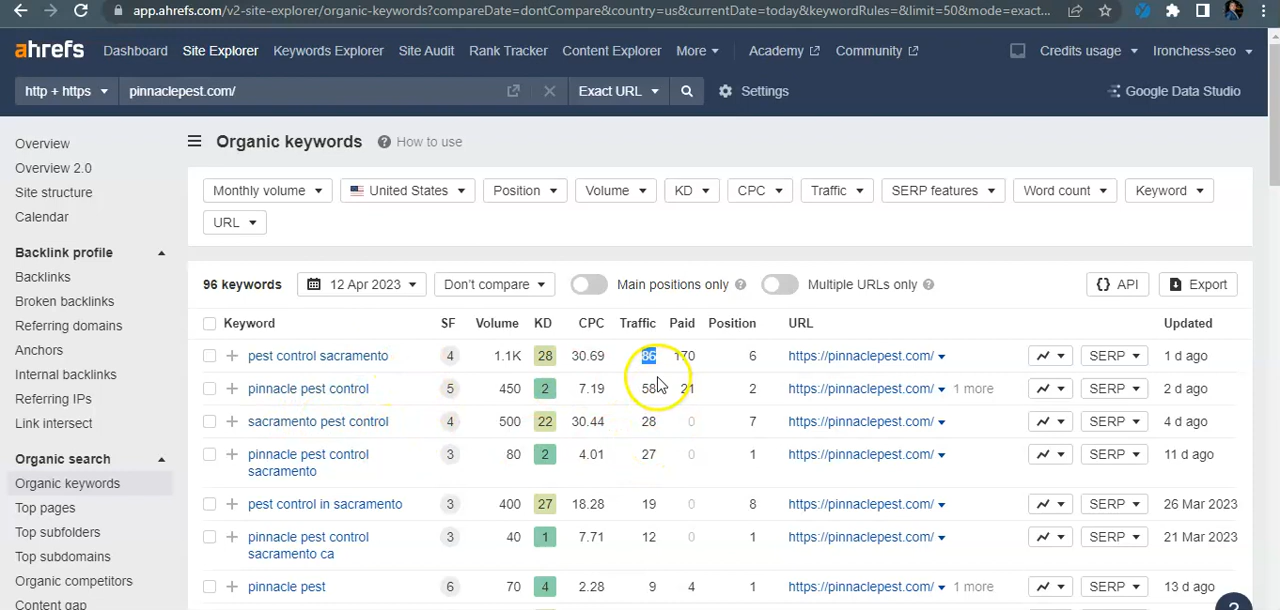 app.ahrefs.com/v2-site-explorer/organic-keywords?compareDate=dontCompare&country=us&currentDate=today&keywordRules=&limit=50&mode=exact...
ahrefs Dashboard Site Explorer Keywords Explorer Site Audit Rank Tracker Content Explorer More Academy Community Credits usage Ironchess-seo
http + https pinnaclepest.com/ Exact URL Settings Google Data Studio
Overview
Overview 2.0
Site structure
Calendar
Backlink profile
Backlinks
Broken backlinks
Referring domains
Anchors
Internal backlinks
Referring IPs
Link intersect
Organic search
Organic keywords
Top pages
Top subfolders
Top subdomains
Organic competitors
Content gap
Organic keywords ? How to use
Monthly volume United States Position Volume KD CPC Traffic SERP features Word count Keyword
URL
96 keywords 12 Apr 2023 Don't compare Main positions only ? Multiple URLs only ? {} API Export
Keyword SF Volume KD CPC Traffic Paid Position URL Updated
pest control sacramento 4 1.1K 28 30.69 86 170 6 https://pinnaclepest.com/ SERP 1 d ago
pinnacle pest control 5 450 2 7.19 58 21 2 https://pinnaclepest.com/ 1 more SERP 2 d ago
sacramento pest control 4 500 22 30.44 28 0 7 https://pinnaclepest.com/ SERP 4 d ago
pinnacle pest control 3 80 2 4.01 27 0 1 https://pinnaclepest.com/ SERP 11 d ago
sacramento
pest control in sacramento 3 400 27 18.28 19 0 8 https://pinnaclepest.com/ SERP 26 Mar 2023
pinnacle pest control 3 40 1 7.71 12 0 1 https://pinnaclepest.com/ SERP 21 Mar 2023
sacramento ca
pinnacle pest 6 70 4 2.28 9 4 1 https://pinnaclepest.com/ 1 more SERP 13 d ago
?